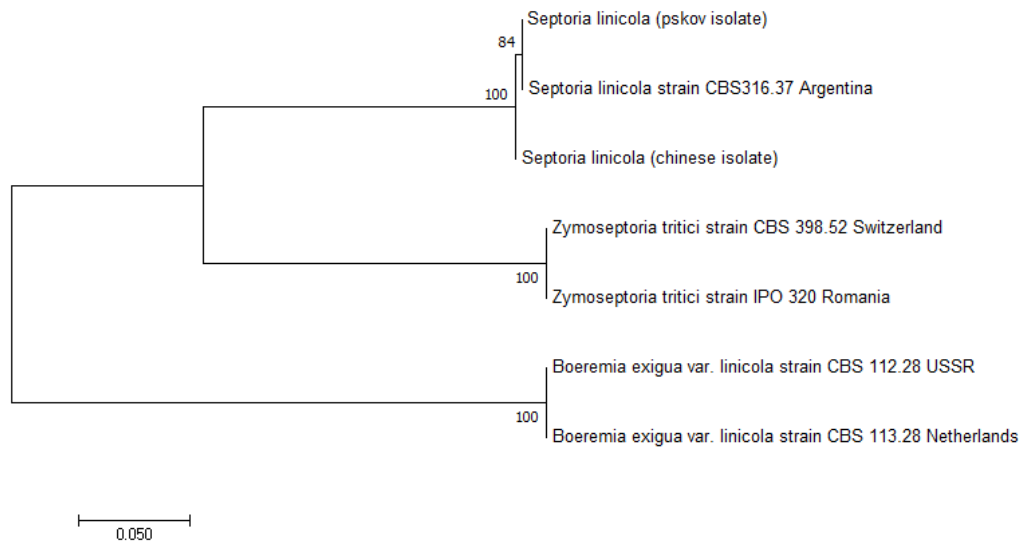 Septoria linicola (pskov isolate)
84
Septoria linicola strain CBS316.37 Argentina
100
Septoria linicola (chinese isolate)
Zymoseptoria tritici strain CBS 398.52 Switzerland
100
Zymoseptoria tritici strain IPO 320 Romania
Boeremia exigua var. linicola strain CBS 112.28 USSR
100
Boeremia exigua var. linicola strain CBS 113.28 Netherlands
0.050